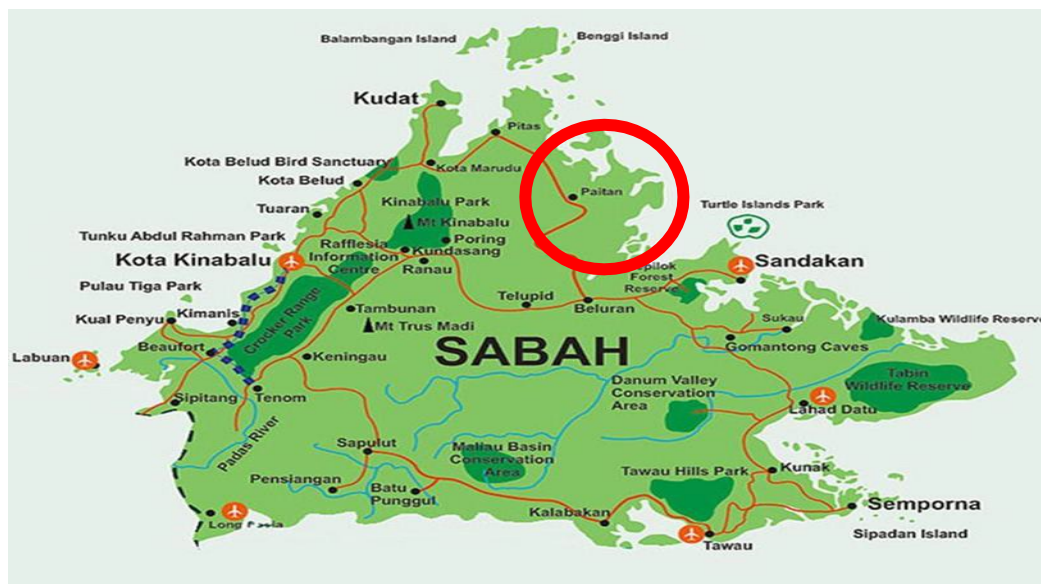 Balambangan Island
Benggi Island
Kudat
Pitas
Kota Belud Bird Sanctuary
Kota Marudu
Kota Belud
Paitan
Kinabalu Park
Tuaran
Turtle Islands Park
Mt Kinabalu
Tunku Abdul Rahman Park
Poring
Rafflesia
Information
Centre
Kundasang
Kota Kinabalu
Ranau
Sandakan
Forest
Reserve
Pulau Tiga Park
Telupid
Beluran
Tambunan
Kimanis
Kual Penyu
Sukau
Kulamba Wildlife Reserve
Mt Trus Madi
Crocker Range
Park
Beaufort
SABAH
Gomantong Caves
Labuan
Keningau
Tabin
Wildlife Reserve
Danum Valley
Conservation
Area
Sipitang
Tenom
Lahad Datu
Padas River
Sapulut
Maliau Basin
Conservation
Area
Tawau Hills Park
Kunak
Pensiangan
Batu
Punggul
Semporna
Kalabakan
Long
Sipadan Island
Tawau